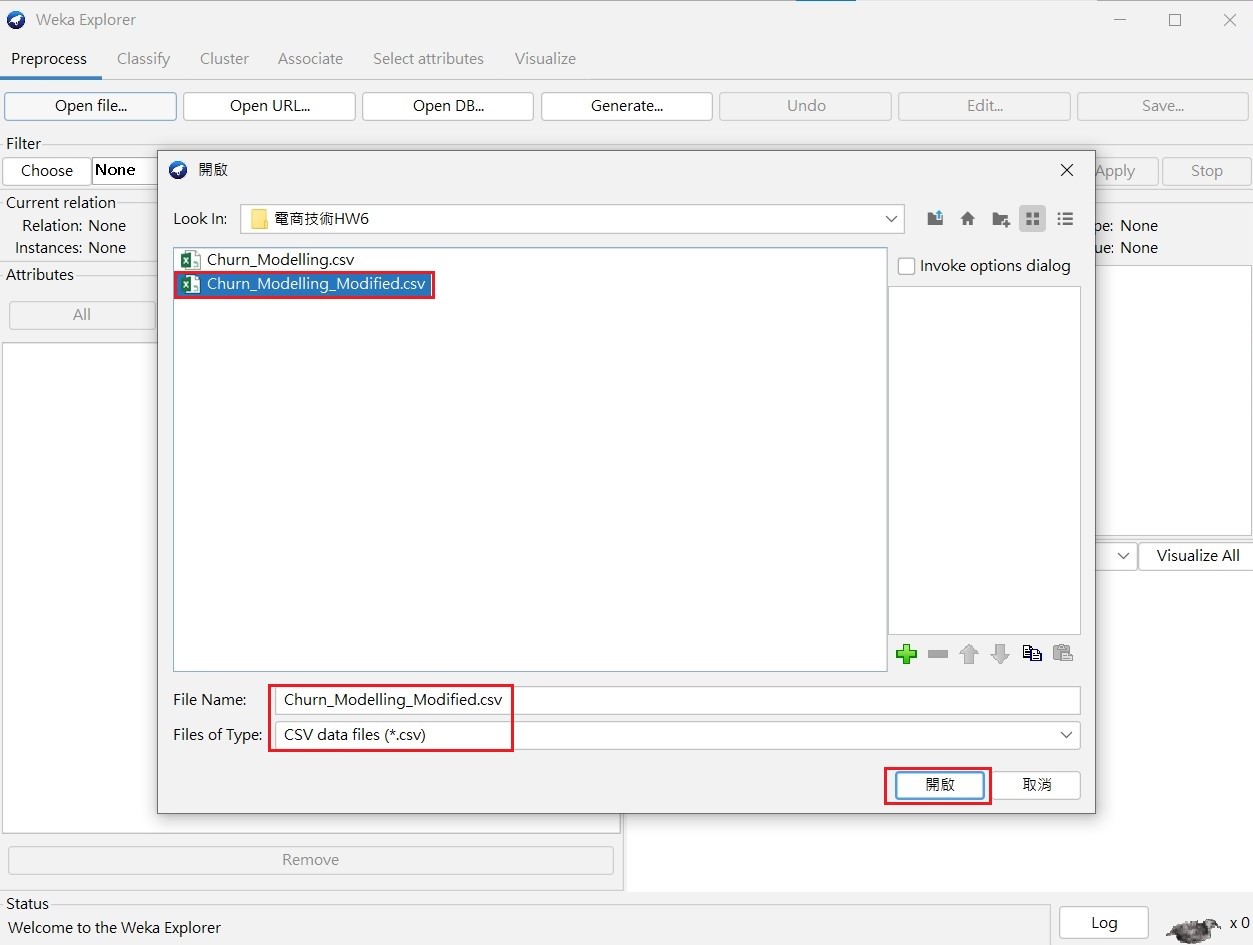 Weka Explorer
Preprocess Classify Cluster Associate Select attributes Visualize
Open file... Open URL... Open DB... Generate... Undo Edit... Save...
Filter
Choose None Apply Stop
開啟
Current relation
Relation: None
Instances: None
pe: None
ue: None
Attributes
All
Look In: 電商技術HW6
Churn_Modelling.csv
Churn_Modelling_Modified.csv
Invoke options dialog
Visualize All
File Name: Churn_Modelling_Modified.csv
Files of Type: CSV data files (*.csv)
開啟 取消
Remove
Status
Welcome to the Weka Explorer
Log x 0